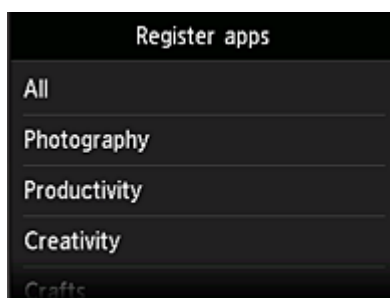 Register apps
All
Photography
Productivity
Creativity
Crafts